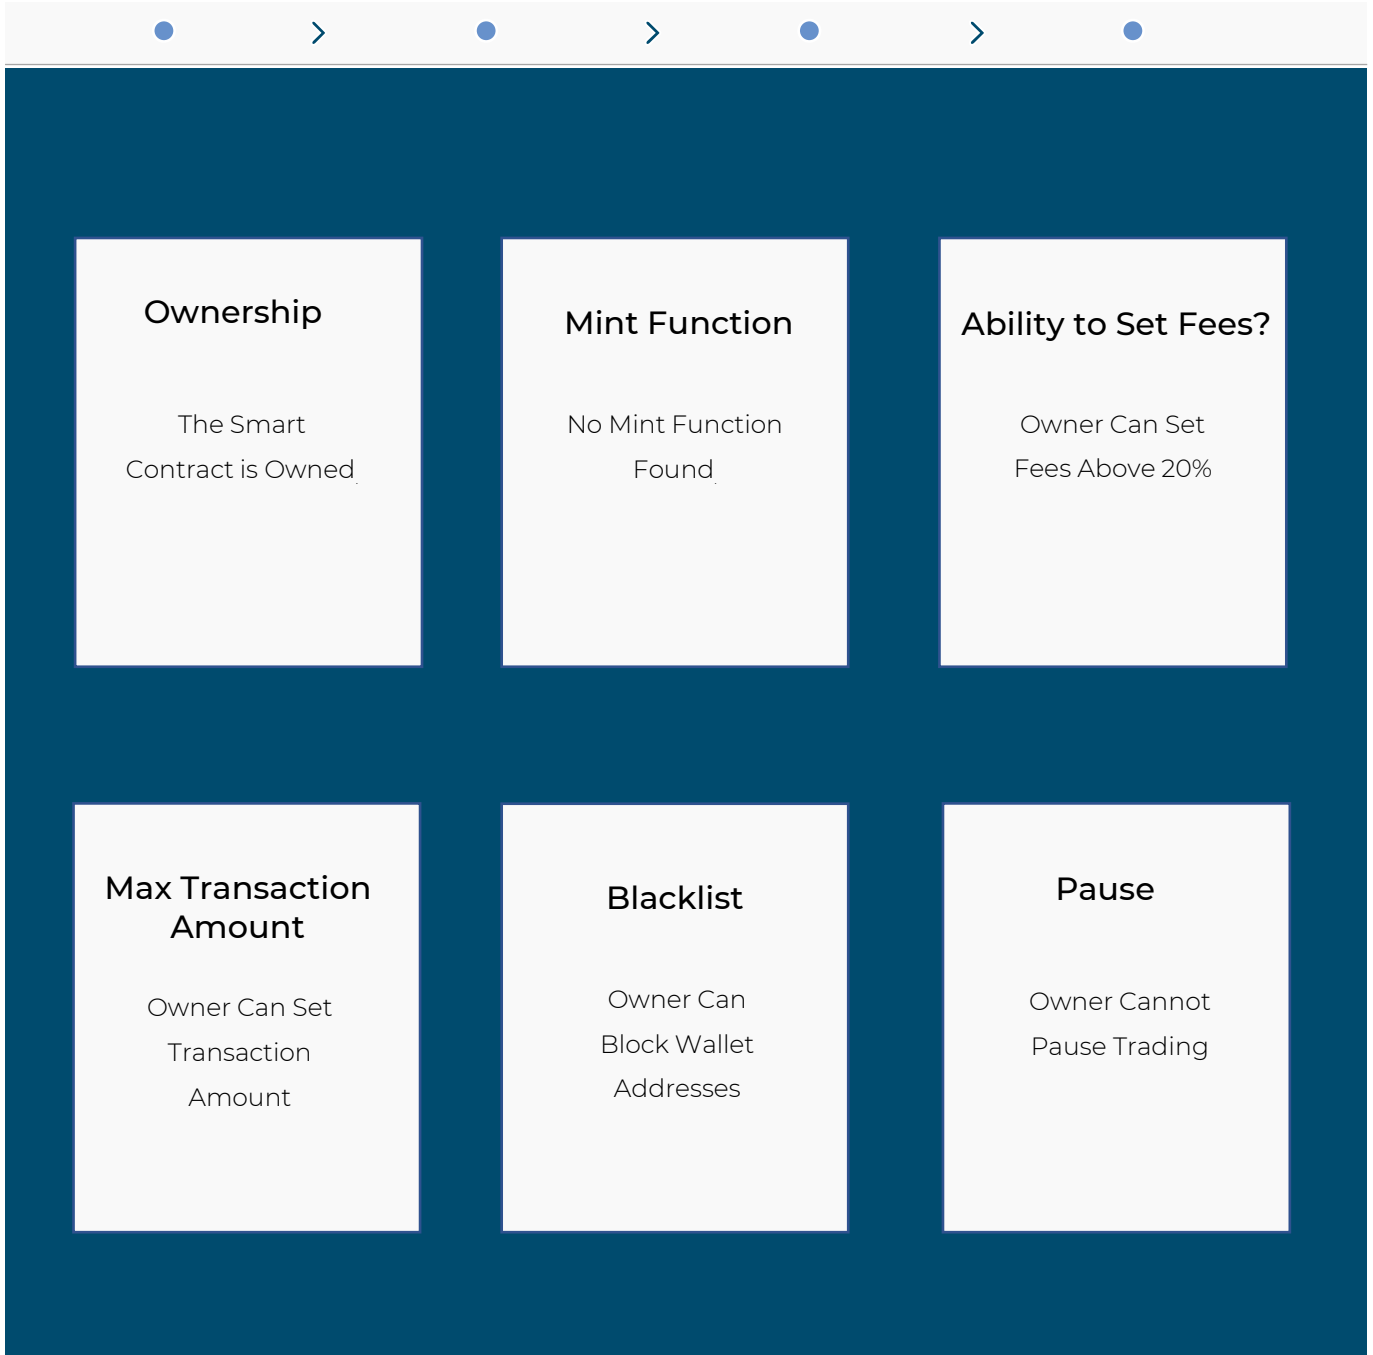 Ownership
The Smart
Contract is Owned
Mint Function
No Mint Function
Found
Ability to Set Fees?
Owner Can Set
Fees Above 20%
Max Transaction
Amount
Owner Can Set
Transaction
Amount
Blacklist
Owner Can
Block Wallet
Addresses
Pause
Owner Cannot
Pause Trading